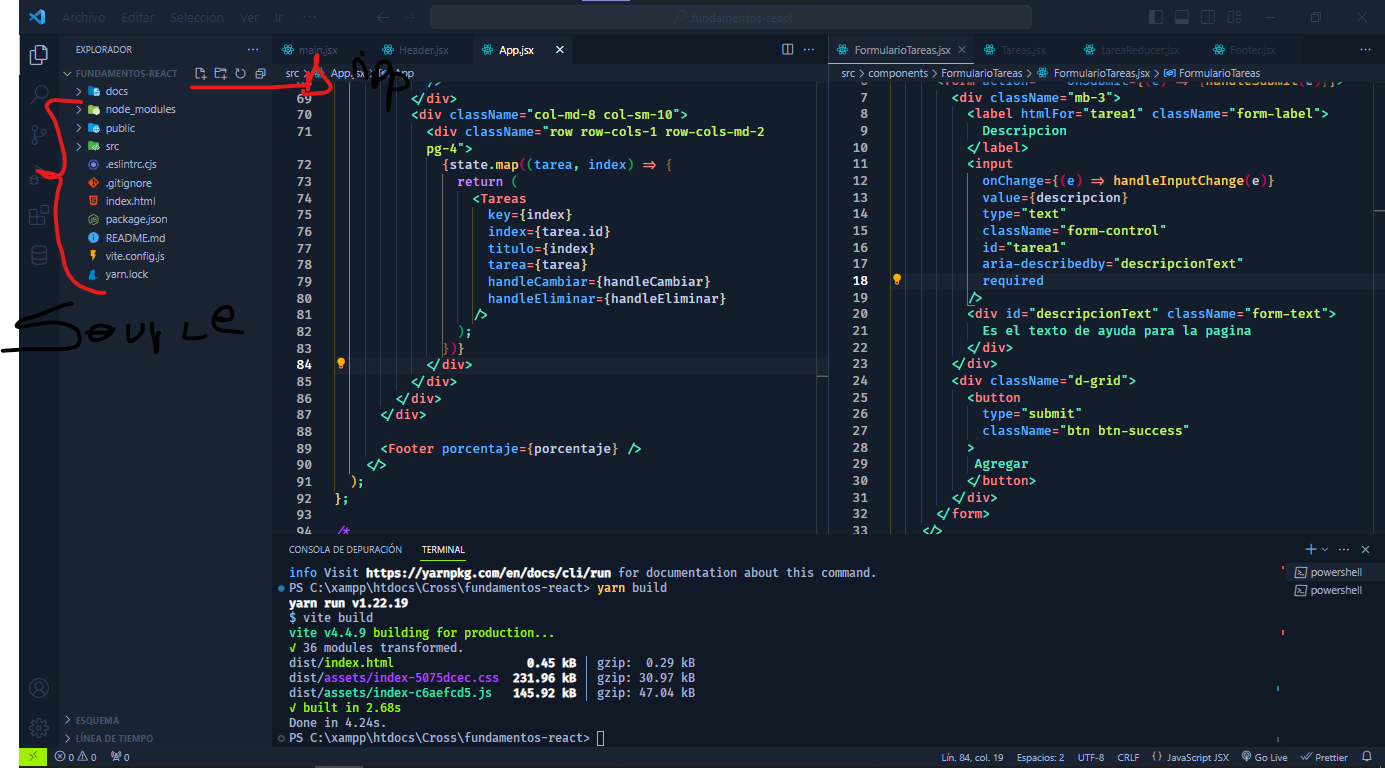 Archivo Editar Selección Ver Ir ··· fundamentos-react
EXPLORADOR ···
FUNDAMENTOS-REACT
docs
node_modules
public
src
.eslintrc.cjs
.gitignore
index.html
package.json
README.md
vite.config.js
yarn.lock
ESQUEMA
LÍNEA DE TIEMPO
main.jsx Header.jsx App.jsx
src > App.jsx > App
69 </div>
70 <div className="col-md-8 col-sm-10">
71 <div className="row row-cols-1 row-cols-md-2
pg-4">
72 {state.map((tarea, index) => {
73 return (
74 <Tareas
75 key={index}
76 index={tarea.id}
77 titulo={index}
78 tarea={tarea}
79 handleCambiar={handleCambiar}
80 handleEliminar={handleEliminar}
81 />
82 );
83 })}
84 </div>
85 </div>
86 </div>
87 </div>
88
89 <Footer porcentaje={porcentaje} />
90 </>
91 );
92 };
93
94 /*
FormularioTareas.jsx Tareas.jsx tareaReducer.jsx Footer.jsx
src > components > FormularioTareas > FormularioTareas.jsx > FormularioTareas
7 <div className="mb-3">
8 <label htmlFor="tarea1" className="form-label">
9 Descripcion
10 </label>
11 <input
12 onChange={(e) => handleInputChange(e)}
13 value={descripcion}
14 type="text"
15 className="form-control"
16 id="tarea1"
17 aria-describedby="descripcionText"
18 required
19 />
20 <div id="descripcionText" className="form-text">
21 Es el texto de ayuda para la pagina
22 </div>
23 </div>
24 <div className="d-grid">
25 <button
26 type="submit"
27 className="btn btn-success"
28 >
29 Agregar
30 </button>
31 </div>
32 </form>
33 </>
CONSOLA DE DEPURACIÓN TERMINAL
info Visit https://yarnpkg.com/en/docs/cli/run for documentation about this command.
PS C:\xampp\htdocs\Cross\fundamentos-react> yarn build
yarn run v1.22.19
$ vite build
vite v4.4.9 building for production...
√ 36 modules transformed.
dist/index.html 0.45 kB │ gzip: 0.29 kB
dist/assets/index-5075dcec.css 231.96 kB │ gzip: 30.97 kB
dist/assets/index-c6aefcd5.js 145.92 kB │ gzip: 47.04 kB
√ built in 2.68s
Done in 4.24s.
PS C:\xampp\htdocs\Cross\fundamentos-react>
powershell
powershell
0 0 0 Lín. 84, col. 19 Espacios: 2 UTF-8 CRLF JavaScript JSX Go Live Prettier